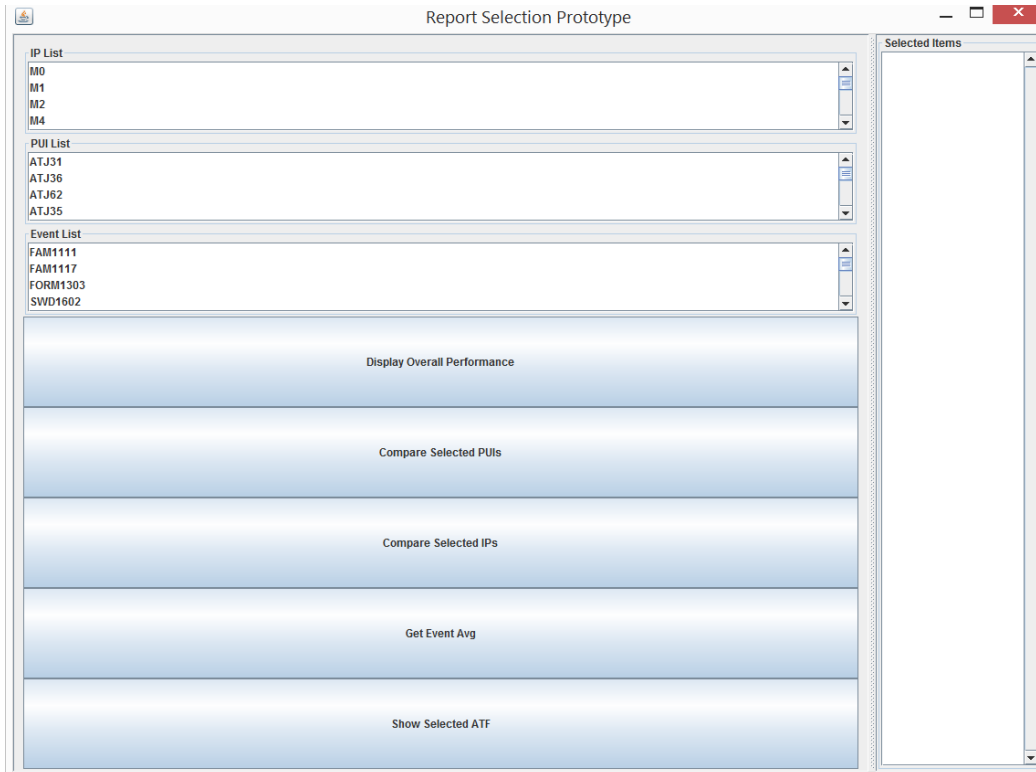 Report Selection Prototype
IP List
M0
M1
M2
M4
PUI List
ATJ31
ATJ36
ATJ62
ATJ35
Event List
FAM1111
FAM1117
FORM1303
SWD1602
Display Overall Performance
Compare Selected PUIs
Compare Selected IPs
Get Event Avg
Show Selected ATF
Selected Items